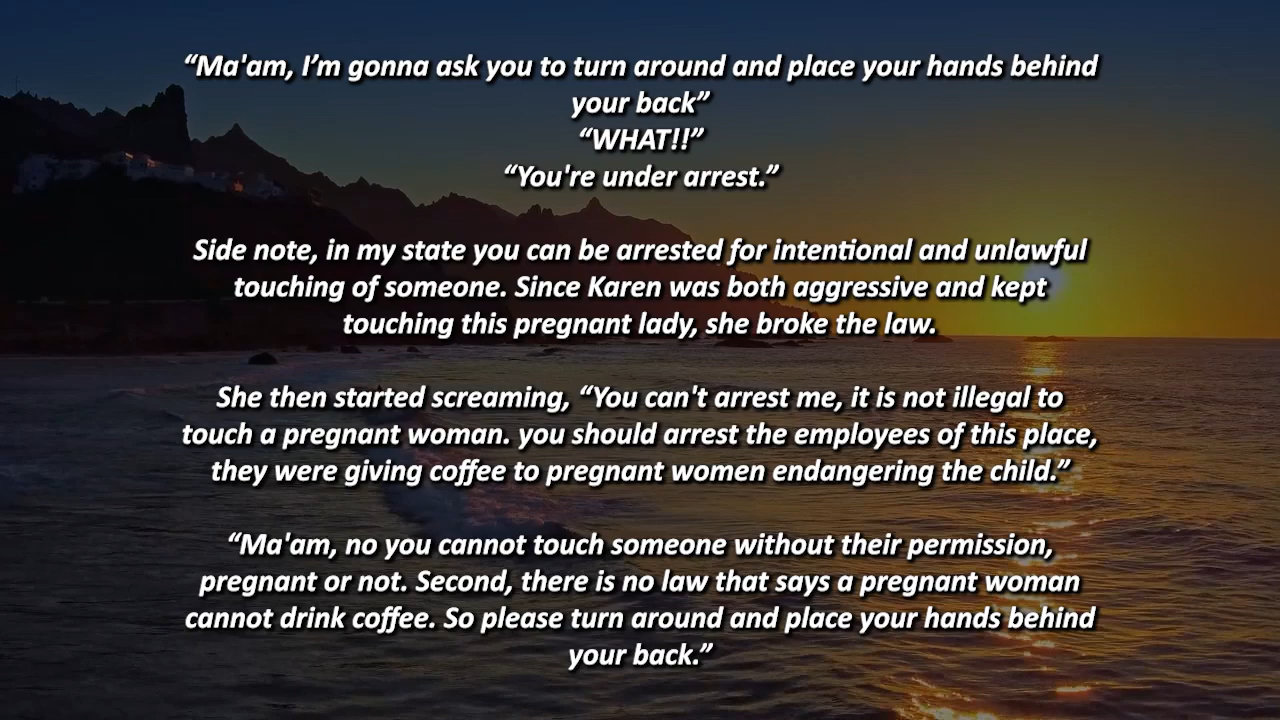 “Ma'am, I’m gonna ask you to turn around and place your hands behind
your back”
“WHAT!!”
“You're under arrest.”
Side note, in my state you can be arrested for intentional and unlawful
touching of someone. Since Karen was both aggressive and kept
touching this pregnant lady, she broke the law.
She then started screaming, “You can't arrest me, it is not illegal to
touch a pregnant woman. you should arrest the employees of this place,
they were giving coffee to pregnant women endangering the child.”
“Ma'am, no you cannot touch someone without their permission,
pregnant or not. Second, there is no law that says a pregnant woman
cannot drink coffee. So please turn around and place your hands behind
your back.”